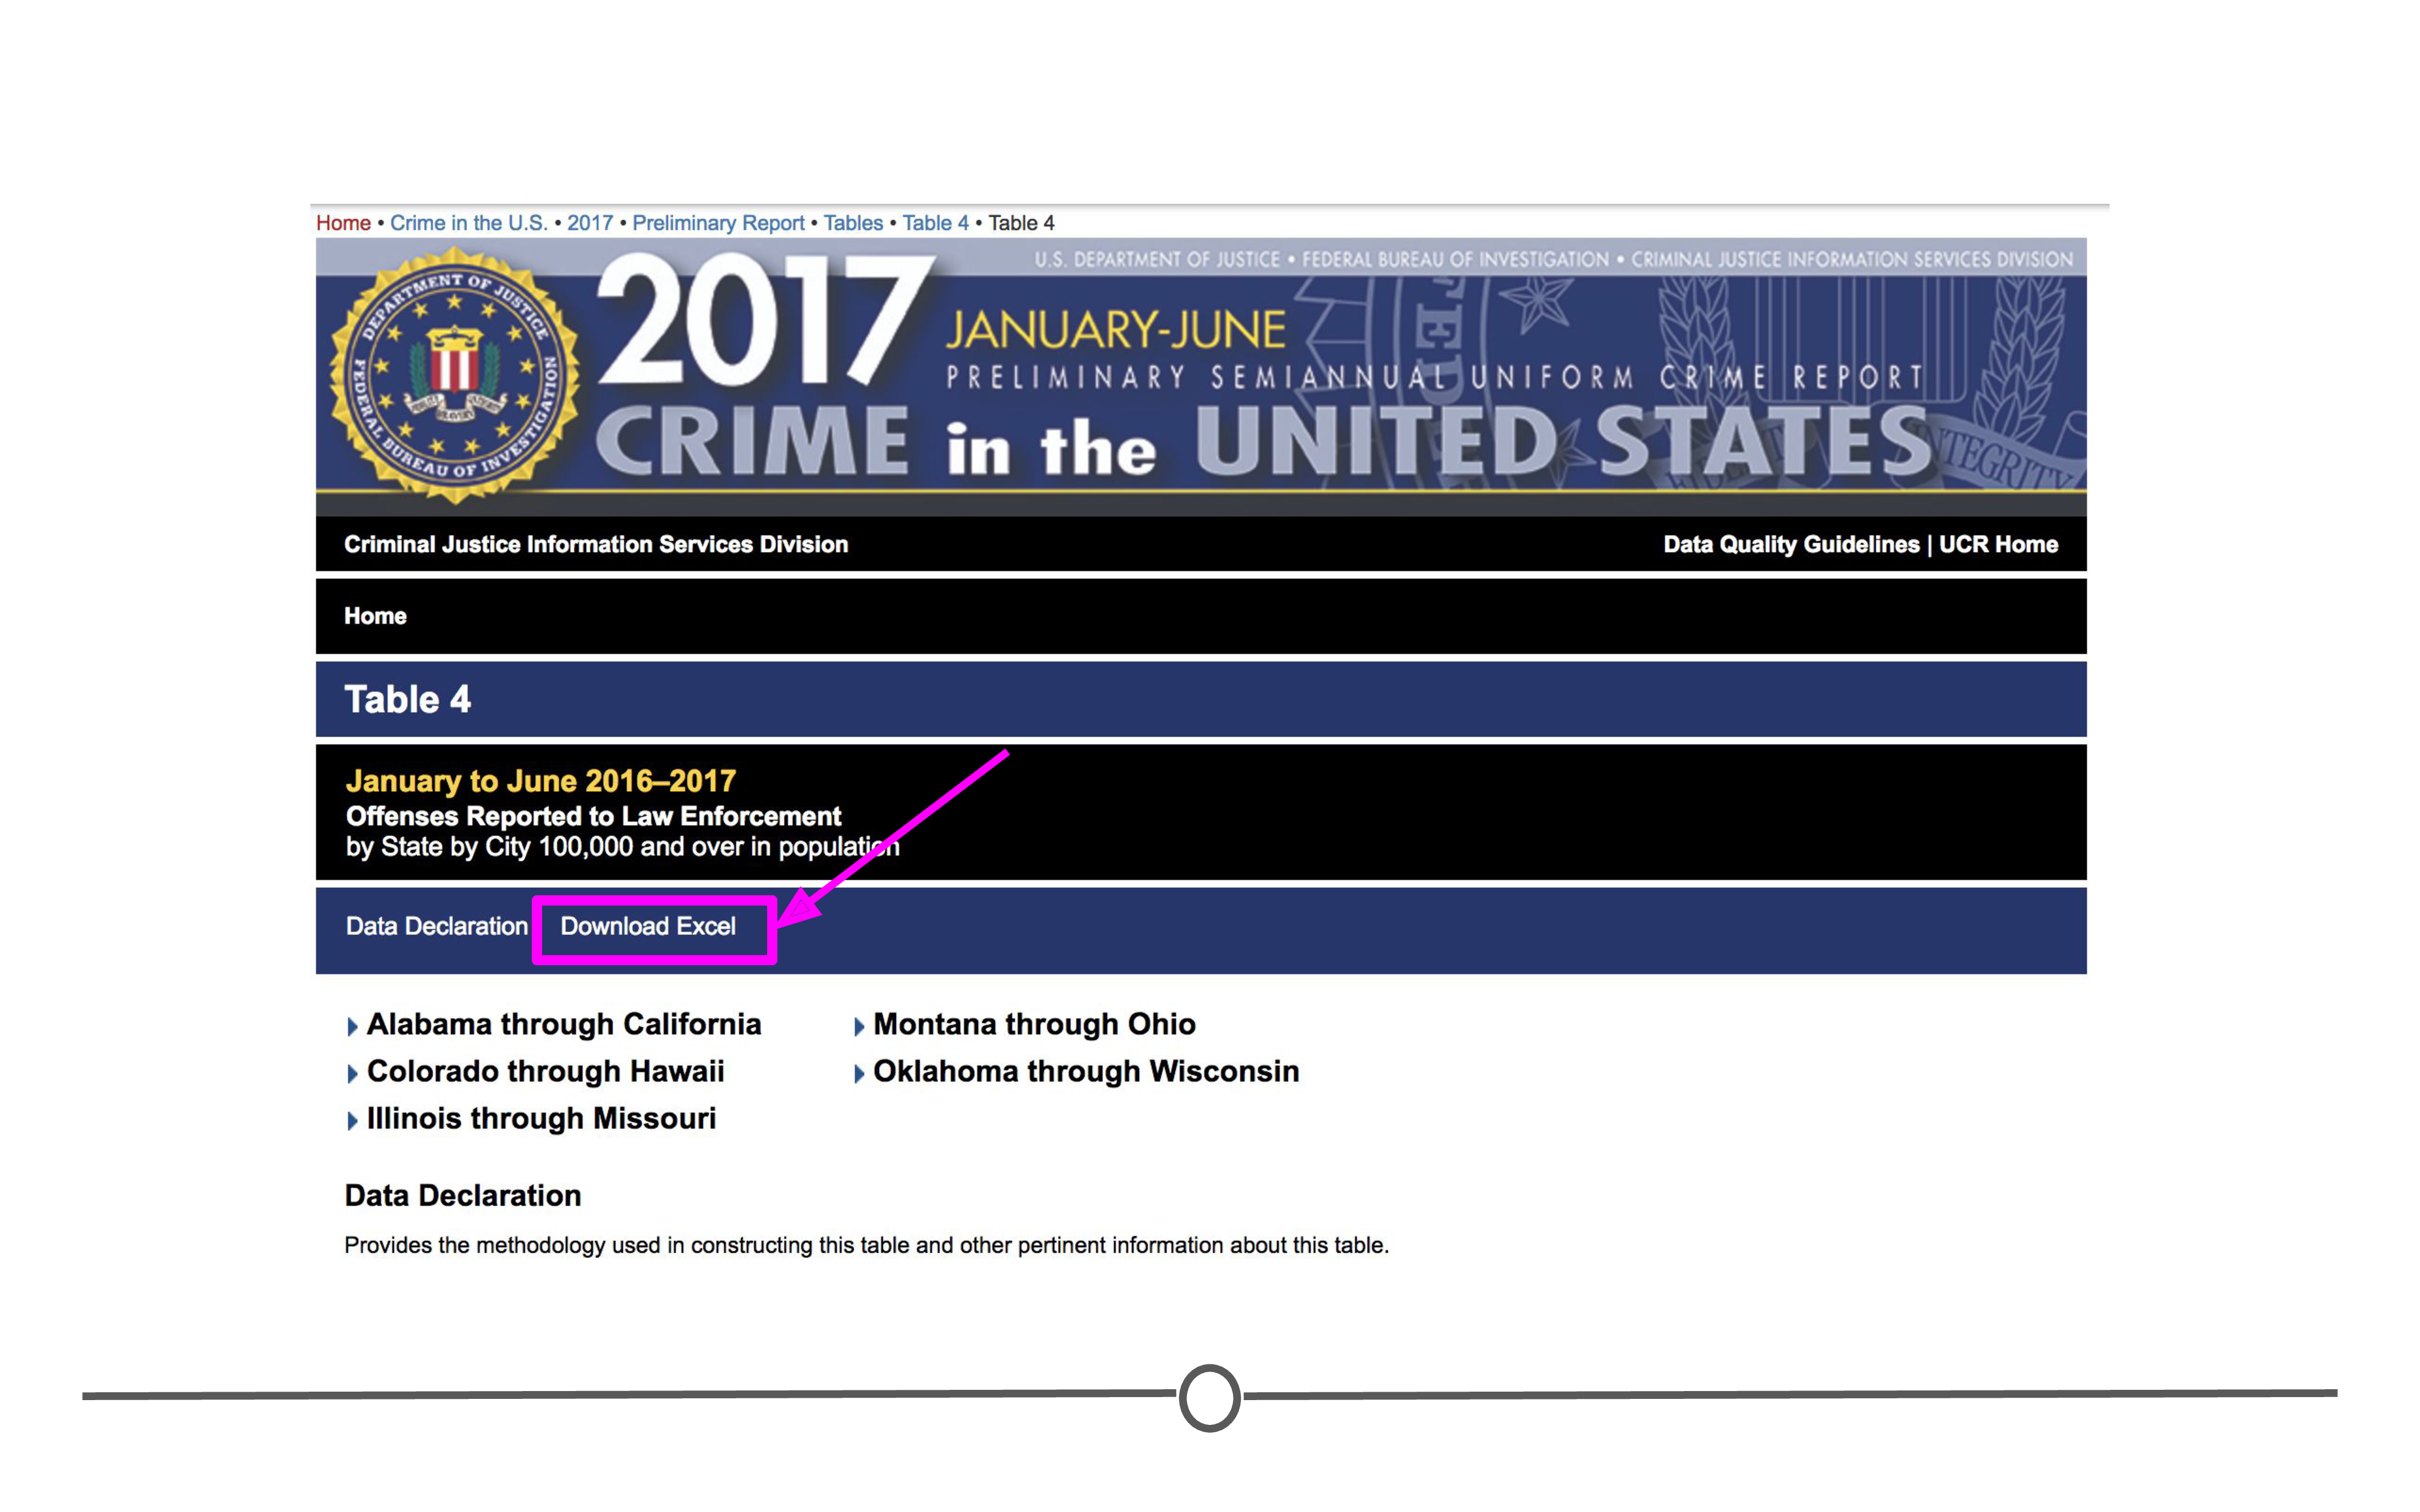 Home • Crime in the U.S. • 2017 • Preliminary Report • Tables • Table 4 • Table 4
U.S. DEPARTMENT OF JUSTICE • FEDERAL BUREAU OF INVESTIGATION • CRIMINAL JUSTICE INFORMATION SERVICES DIVISION
DEPARTMENT OF JUSTICE
FEDERAL BUREAU OF INVESTIGATION
2017
JANUARY-JUNE
PRELIMINARY SEMIANNUAL UNIFORM CRIME REPORT
CRIME in the UNITED STATES
Criminal Justice Information Services Division
Data Quality Guidelines | UCR Home
Home
Table 4
January to June 2016–2017
Offenses Reported to Law Enforcement
by State by City 100,000 and over in population
Data Declaration
Download Excel
Alabama through California
Colorado through Hawaii
Illinois through Missouri
Montana through Ohio
Oklahoma through Wisconsin
Data Declaration
Provides the methodology used in constructing this table and other pertinent information about this table.